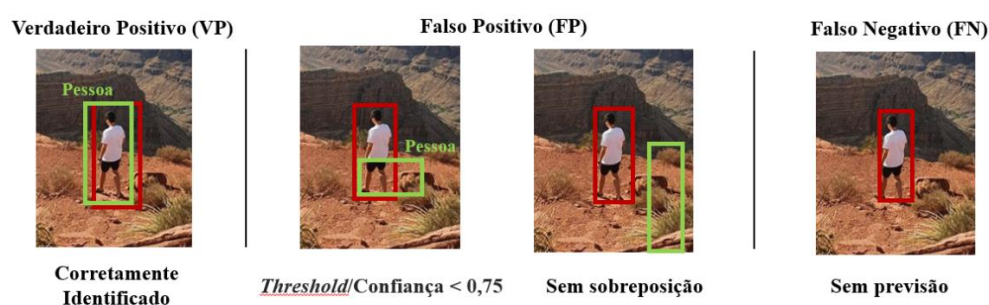 Verdadeiro Positivo (VP)
Falso Positivo (FP)
Falso Negativo (FN)
Pessoa
Pessoa
Corretamente
Identificado
Threshold/Confiança < 0,75
Sem sobreposição
Sem previsão